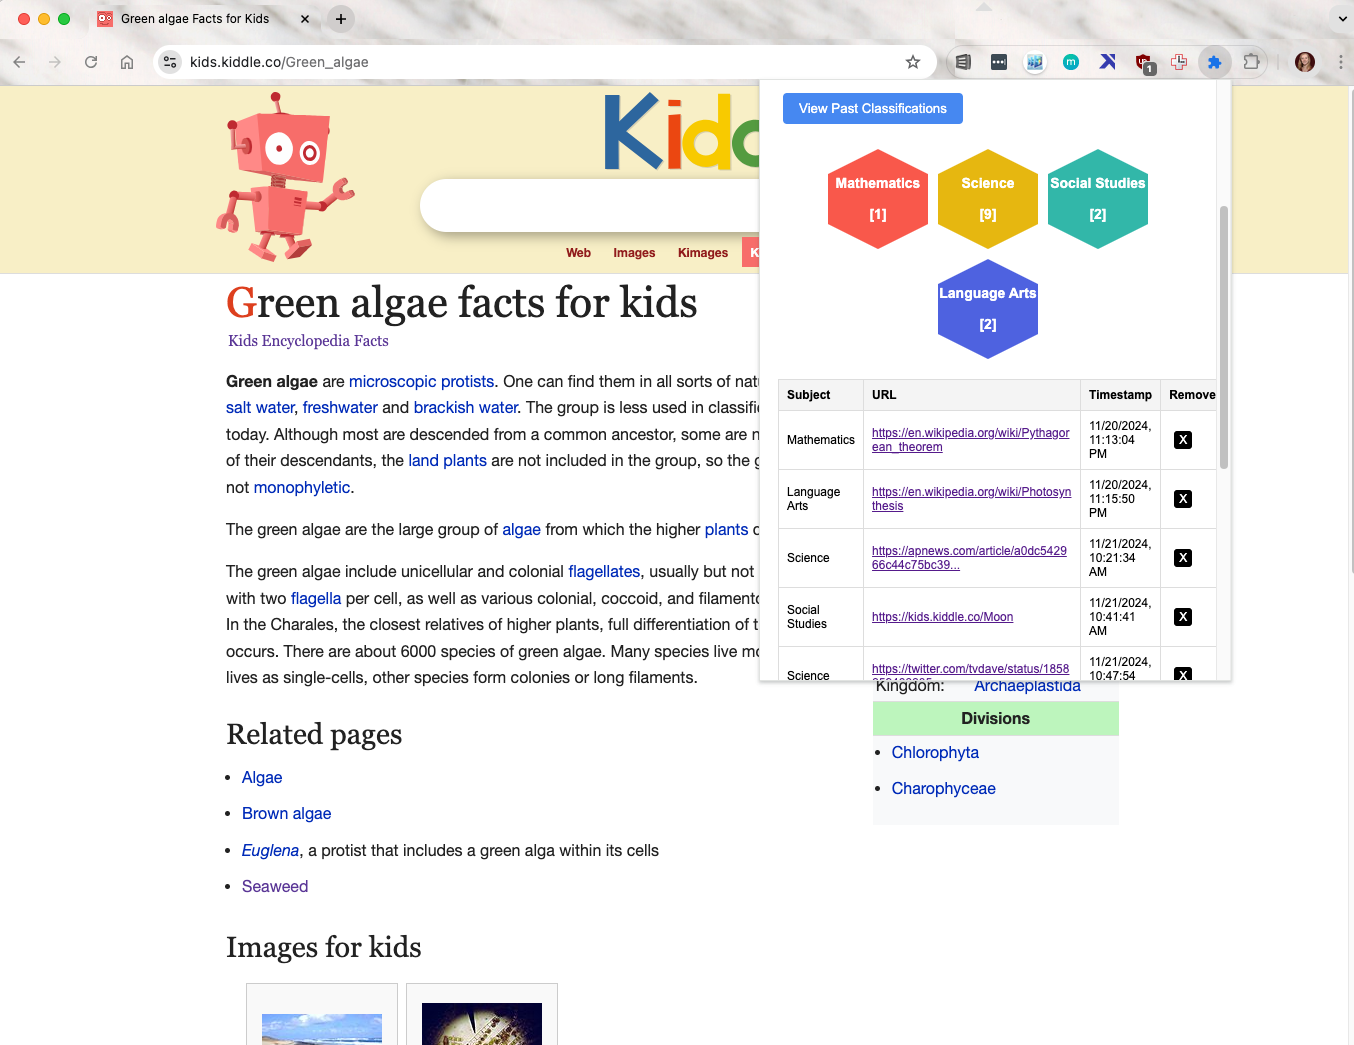 Green algae Facts for Kids
kids.kiddle.co/Green_algae
1
View Past Classifications
Mathematics
[1]
Science
[9]
Social Studies
[2]
Language Arts
[2]
Web Images Kimages
Green algae facts for kids
Kids Encyclopedia Facts
Green algae are microscopic protists. One can find them in all sorts of
salt water, freshwater and brackish water. The group is less used in
today. Although most are descended from a common ancestor, some are
of their descendants, the land plants are not included in the group, so the
not monophyletic.
The green algae are the large group of algae from which the higher plants
The green algae include unicellular and colonial flagellates, usually but not
with two flagella per cell, as well as various colonial, coccoid, and
In the Charales, the closest relatives of higher plants, full differentiation of
occurs. There are about 6000 species of green algae. Many species live
lives as single-cells, other species form colonies or long filaments.
Subject URL Timestamp Remove
Mathematics
https://en.wikipedia.org/wiki/Pythagor
ean_theorem
11/20/2024,
11:13:04
PM
X
Language
Arts
https://en.wikipedia.org/wiki/Photosyn
thesis
11/20/2024,
11:15:50
PM
X
Science
https://apnews.com/article/a0dc5429
66c44c75bc39...
11/21/2024,
10:21:34
AM
X
Social
Studies
https://kids.kiddle.co/Moon
11/21/2024,
10:41:41
AM
X
Science
https://twitter.com/tvdave/status/1858
11/21/2024,
10:47:54
X
Kingdom: Archaeplastida
Divisions
• Chlorophyta
• Charophyceae
Related pages
• Algae
• Brown algae
• Euglena, a protist that includes a green alga within its cells
• Seaweed
Images for kids